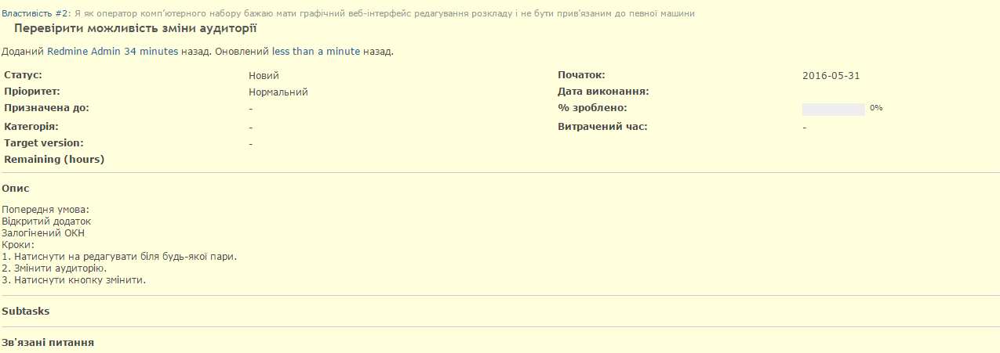 Властивість #2: Я як оператор комп’ютерного набору бажаю мати графічний веб-інтерфейс редагування розкладу і не бути прив’язаним до певної машини
Перевірити можливість зміни аудиторії
Доданий Redmine Admin 34 minutes назад. Оновлений less than a minute назад.
Статус: Новий Початок: 2016-05-31
Пріоритет: Нормальний Дата виконання:
Призначена до: - % зроблено: 0%
Категорія: - Витрачений час: -
Target version: -
Remaining (hours)
Опис
Попередня умова:
Відкритий додаток
Залогінений ОКН
Кроки:
1. Натиснути на редагувати біля будь-якої пари.
2. Змінити аудиторію.
3. Натиснути кнопку змінити.
Subtasks
Зв'язані питання